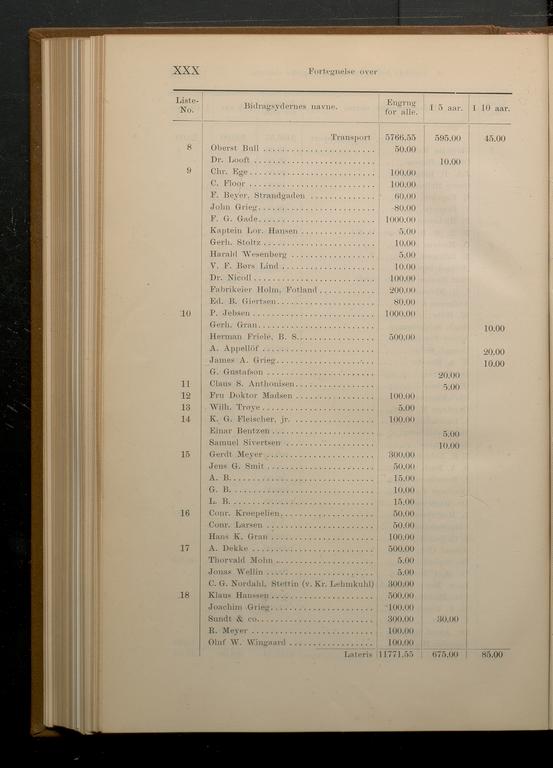 XXX
Fortegnelse over
Liste-No. Bidragsydernes navne. Engrng for alle. I 5 aar. I 10 aar.
Transport 5766.55 595.00 45.00
8 Oberst Bull 50.00
Dr. Looft 10.00
9 Chr. Ege 100.00
C. Floor 100.00
F. Beyer, Strandgaden 60.00
John Grieg 80.00
F. G. Gade 1000.00
Kaptein Lor. Hansen 5.00
Gerh. Stoltz 10.00
Harald Wesenberg 5.00
V. F. Børs Lind 10.00
Dr. Nicoll 100.00
Fabrikeier Holm, Fotland 200.00
Ed. B. Giertsen 80.00
10 P. Jebsen 1000.00
Gerh. Gran 10.00
Herman Friele, B. S. 500.00
A. Appellöf 20.00
James A. Grieg 10.00
G. Gustafson 20.00
11 Claus S. Anthonisen 5.00
12 Fru Doktor Madsen 100.00
13 Wilh. Trøye 5.00
14 K. G. Fleischer, jr. 100.00
Einar Bentzen 5.00
Samuel Sivertsen 10.00
15 Gerdt Meyer 300.00
Jens G. Smit 50.00
A. B. 15.00
G. B. 10.00
L. B. 15.00
16 Conr. Krøepelien 50.00
Conr. Larsen 50.00
Hans K. Gran 100.00
17 A. Dekke 500.00
Thorvald Mohn 5.00
Jonas Wellin 5.00
C. G. Nordahl, Stettin (v. Kr. Lehmkuhl) 300.00
18 Klaus Hanssen 500.00
Joachim Grieg 100.00
Sundt & co. 300.00 30.00
R. Meyer 100.00
Oluf W. Wingaard 100.00
Lateris 11771.55 675.00 85.00